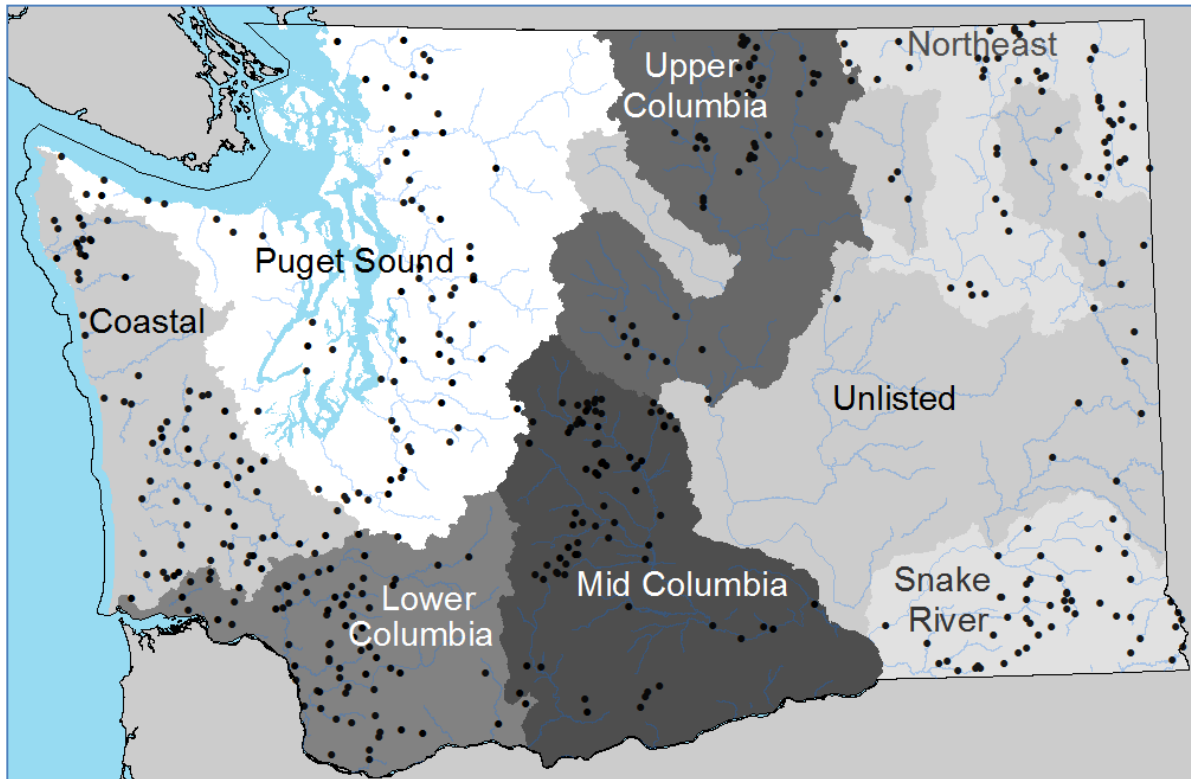 Northeast
Upper
Columbia
Puget Sound
Coastal
Unlisted
Mid Columbia
Snake
River
Lower
Columbia